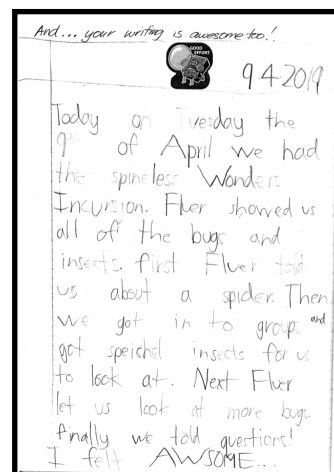 And... your writing is awesome too!
GOOD EFFORT
9 4 2019
Today on Tuesday the
9th of April we had
the spineless Wonders
Incursion. Fluer showed us
all of the bugs and
insects. first Fluer told
us about a spider. Then
we got in to groups and
got speichel insects for us
to look at. Next Fluer
let us look at more bugs
finally we told questions!
I felt AWSOME...